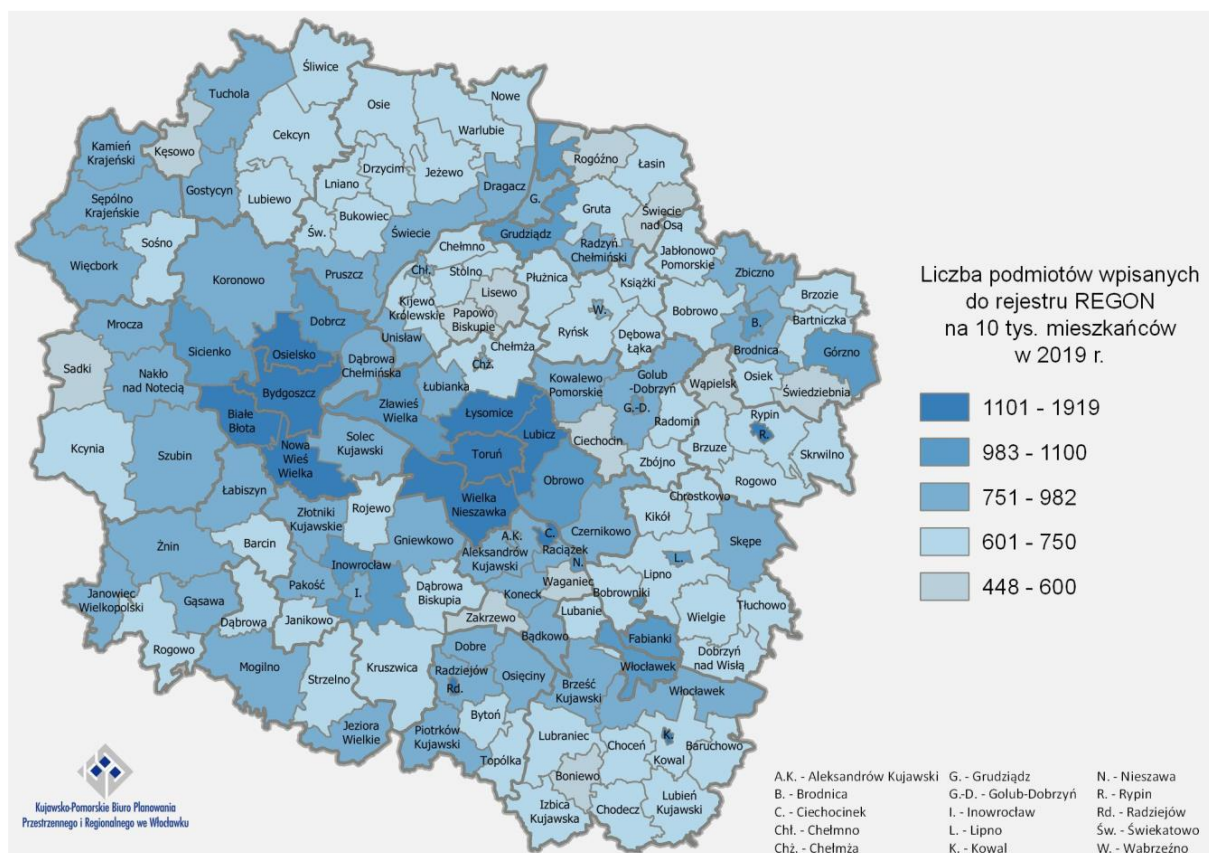 Śliwice
Tuchola
Nowe
Osie
Warlubie
Cekcyn
Kamień
Krajeński
Kęsowo
Rogóźno
Łasin
Drzycim
Jeżewo
Dragacz
G.
Gostycyn
Lniano
Lubiewo
Sępólno
Krajeńskie
Gruta
Świecie
nad Osą
Bukowiec
Św.
Świecie
Grudziądz
Sośno
Radzyń
Chełmiński
Jabłonowo
Pomorskie
Chełmno
Więcbork
Chł.
Stolno
Zbiczno
Koronowo
Pruszcz
Płużnica
Książki
Lisewo
Brzozie
Kijewo
Królewskie
Papowo
Biskupie
W.
Bobrowo
Mrocza
Dobrcz
Bartniczka
B.
Unisław
Ryńsk
Dębowa
Łąka
Sicienko
Osielsko
Chełmża
Brodnica
Górzno
Chż.
Dąbrowa
Chełmińska
Sadki
Nakło
nad Notecią
Golub
-Dobrzyń
Wąpielsk
Osiek
Łubianka
Kowalewo
Pomorskie
Świedziebnia
Bydgoszcz
G.-D.
Zławieś
Wielka
Łysomice
Rypin
Białe
Błota
Radomin
R.
Lubicz
Ciechocin
Kcynia
Szubin
Nowa
Wieś
Wielka
Solec
Kujawski
Toruń
Brzuze
Skrwilno
Zbójno
Łabiszyn
Obrowo
Rogowo
Wielka
Nieszawka
Chrostkowo
Rojewo
Złotniki
Kujawskie
Kikół
Gniewkowo
A.K.
C.
Czernikowo
Barcin
Skępe
Żnin
Aleksandrów
Kujawski
Raciążek
N.
L.
Inowrocław
Lipno
Waganiec
Pakość
Dąbrowa
Biskupia
Koneck
Bobrowniki
Janowiec
Wielkopolski
Gąsawa
I.
Tłuchowo
Lubanie
Wielgie
Dąbrowa
Janikowo
Zakrzewo
Bądkowo
Fabianki
Rogowo
Dobre
Dobrzyń
nad Wisłą
Mogilno
Kruszwica
Włocławek
Strzelno
Radziejów
Osięciny
Rd.
Brześć
Kujawski
Włocławek
Bytoń
Jeziora
Wielkie
Piotrków
Kujawski
K.
Lubraniec
Choceń
Baruchowo
Topólka
Kowal
Boniewo
Izbica
Kujawska
Chodecz
Lubień
Kujawski
Liczba podmiotów wpisanych
do rejestru REGON
na 10 tys. mieszkańców
w 2019 r.
1101 - 1919
983 - 1100
751 - 982
601 - 750
448 - 600
Kujawsko-Pomorskie Biuro Planowania
Przestrzennego i Regionalnego we Włocławku
A.K. - Aleksandrów Kujawski
B. - Brodnica
C. - Ciechocinek
Chł. - Chełmno
Chż. - Chełmża
G. - Grudziądz
G.-D. - Golub-Dobrzyń
I. - Inowrocław
L. - Lipno
K. - Kowal
N. - Nieszawa
R. - Rypin
Rd. - Radziejów
Św. - Świekatowo
W. - Wąbrzeźno